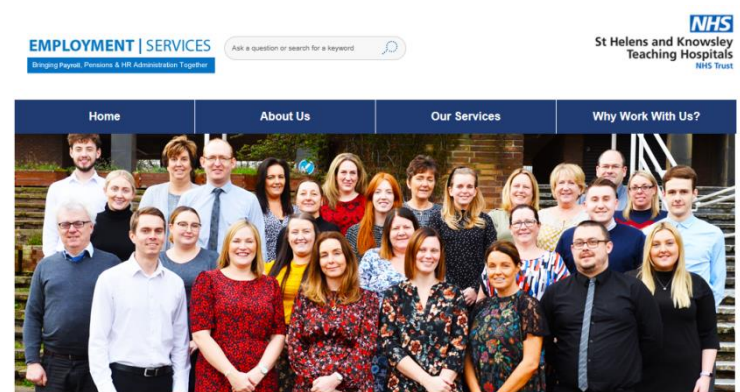 EMPLOYMENT | SERVICES
Bringing Payroll, Pensions & HR Administration Together
Ask a question or search for a keyword
NHS
St Helens and Knowsley
Teaching Hospitals
NHS Trust
Home
About Us
Our Services
Why Work With Us?